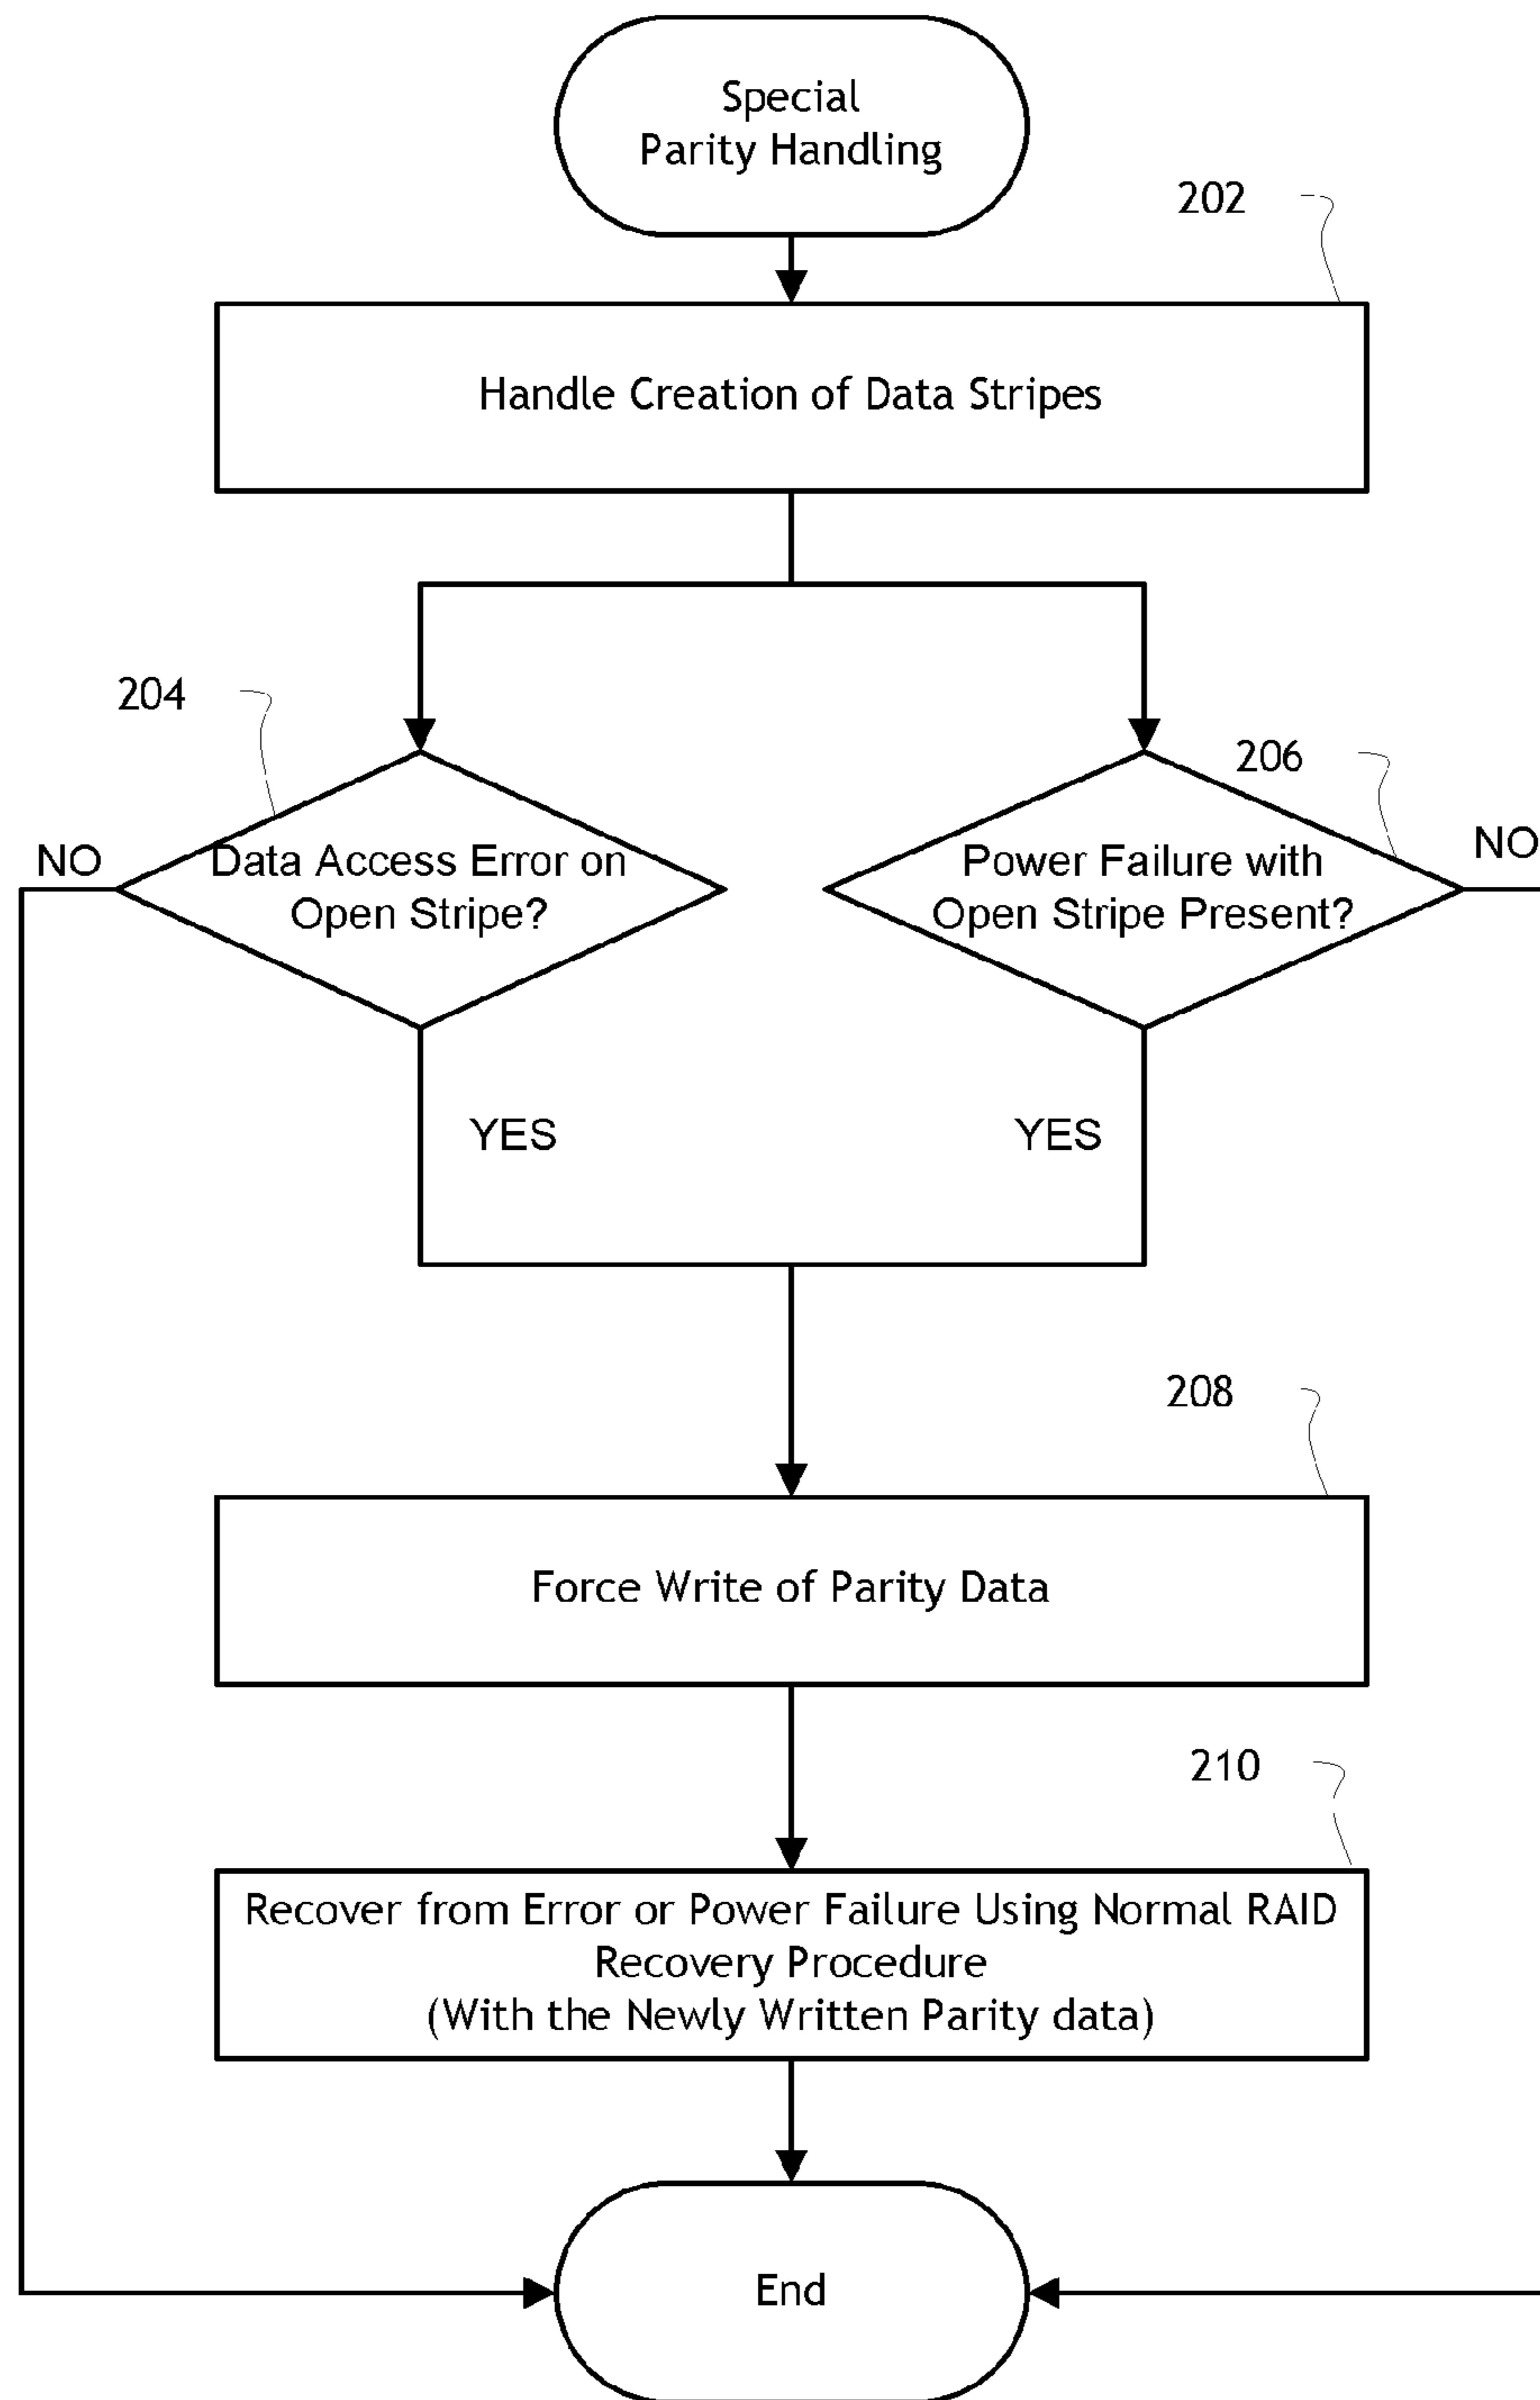 Special
Parity Handling
202
Handle Creation of Data Stripes
204
206
NO
Data Access Error on
Open Stripe?
Power Failure with
Open Stripe Present?
NO
YES
YES
208
Force Write of Parity Data
210
Recover from Error or Power Failure Using Normal RAID
Recovery Procedure
(With the Newly Written Parity data)
End